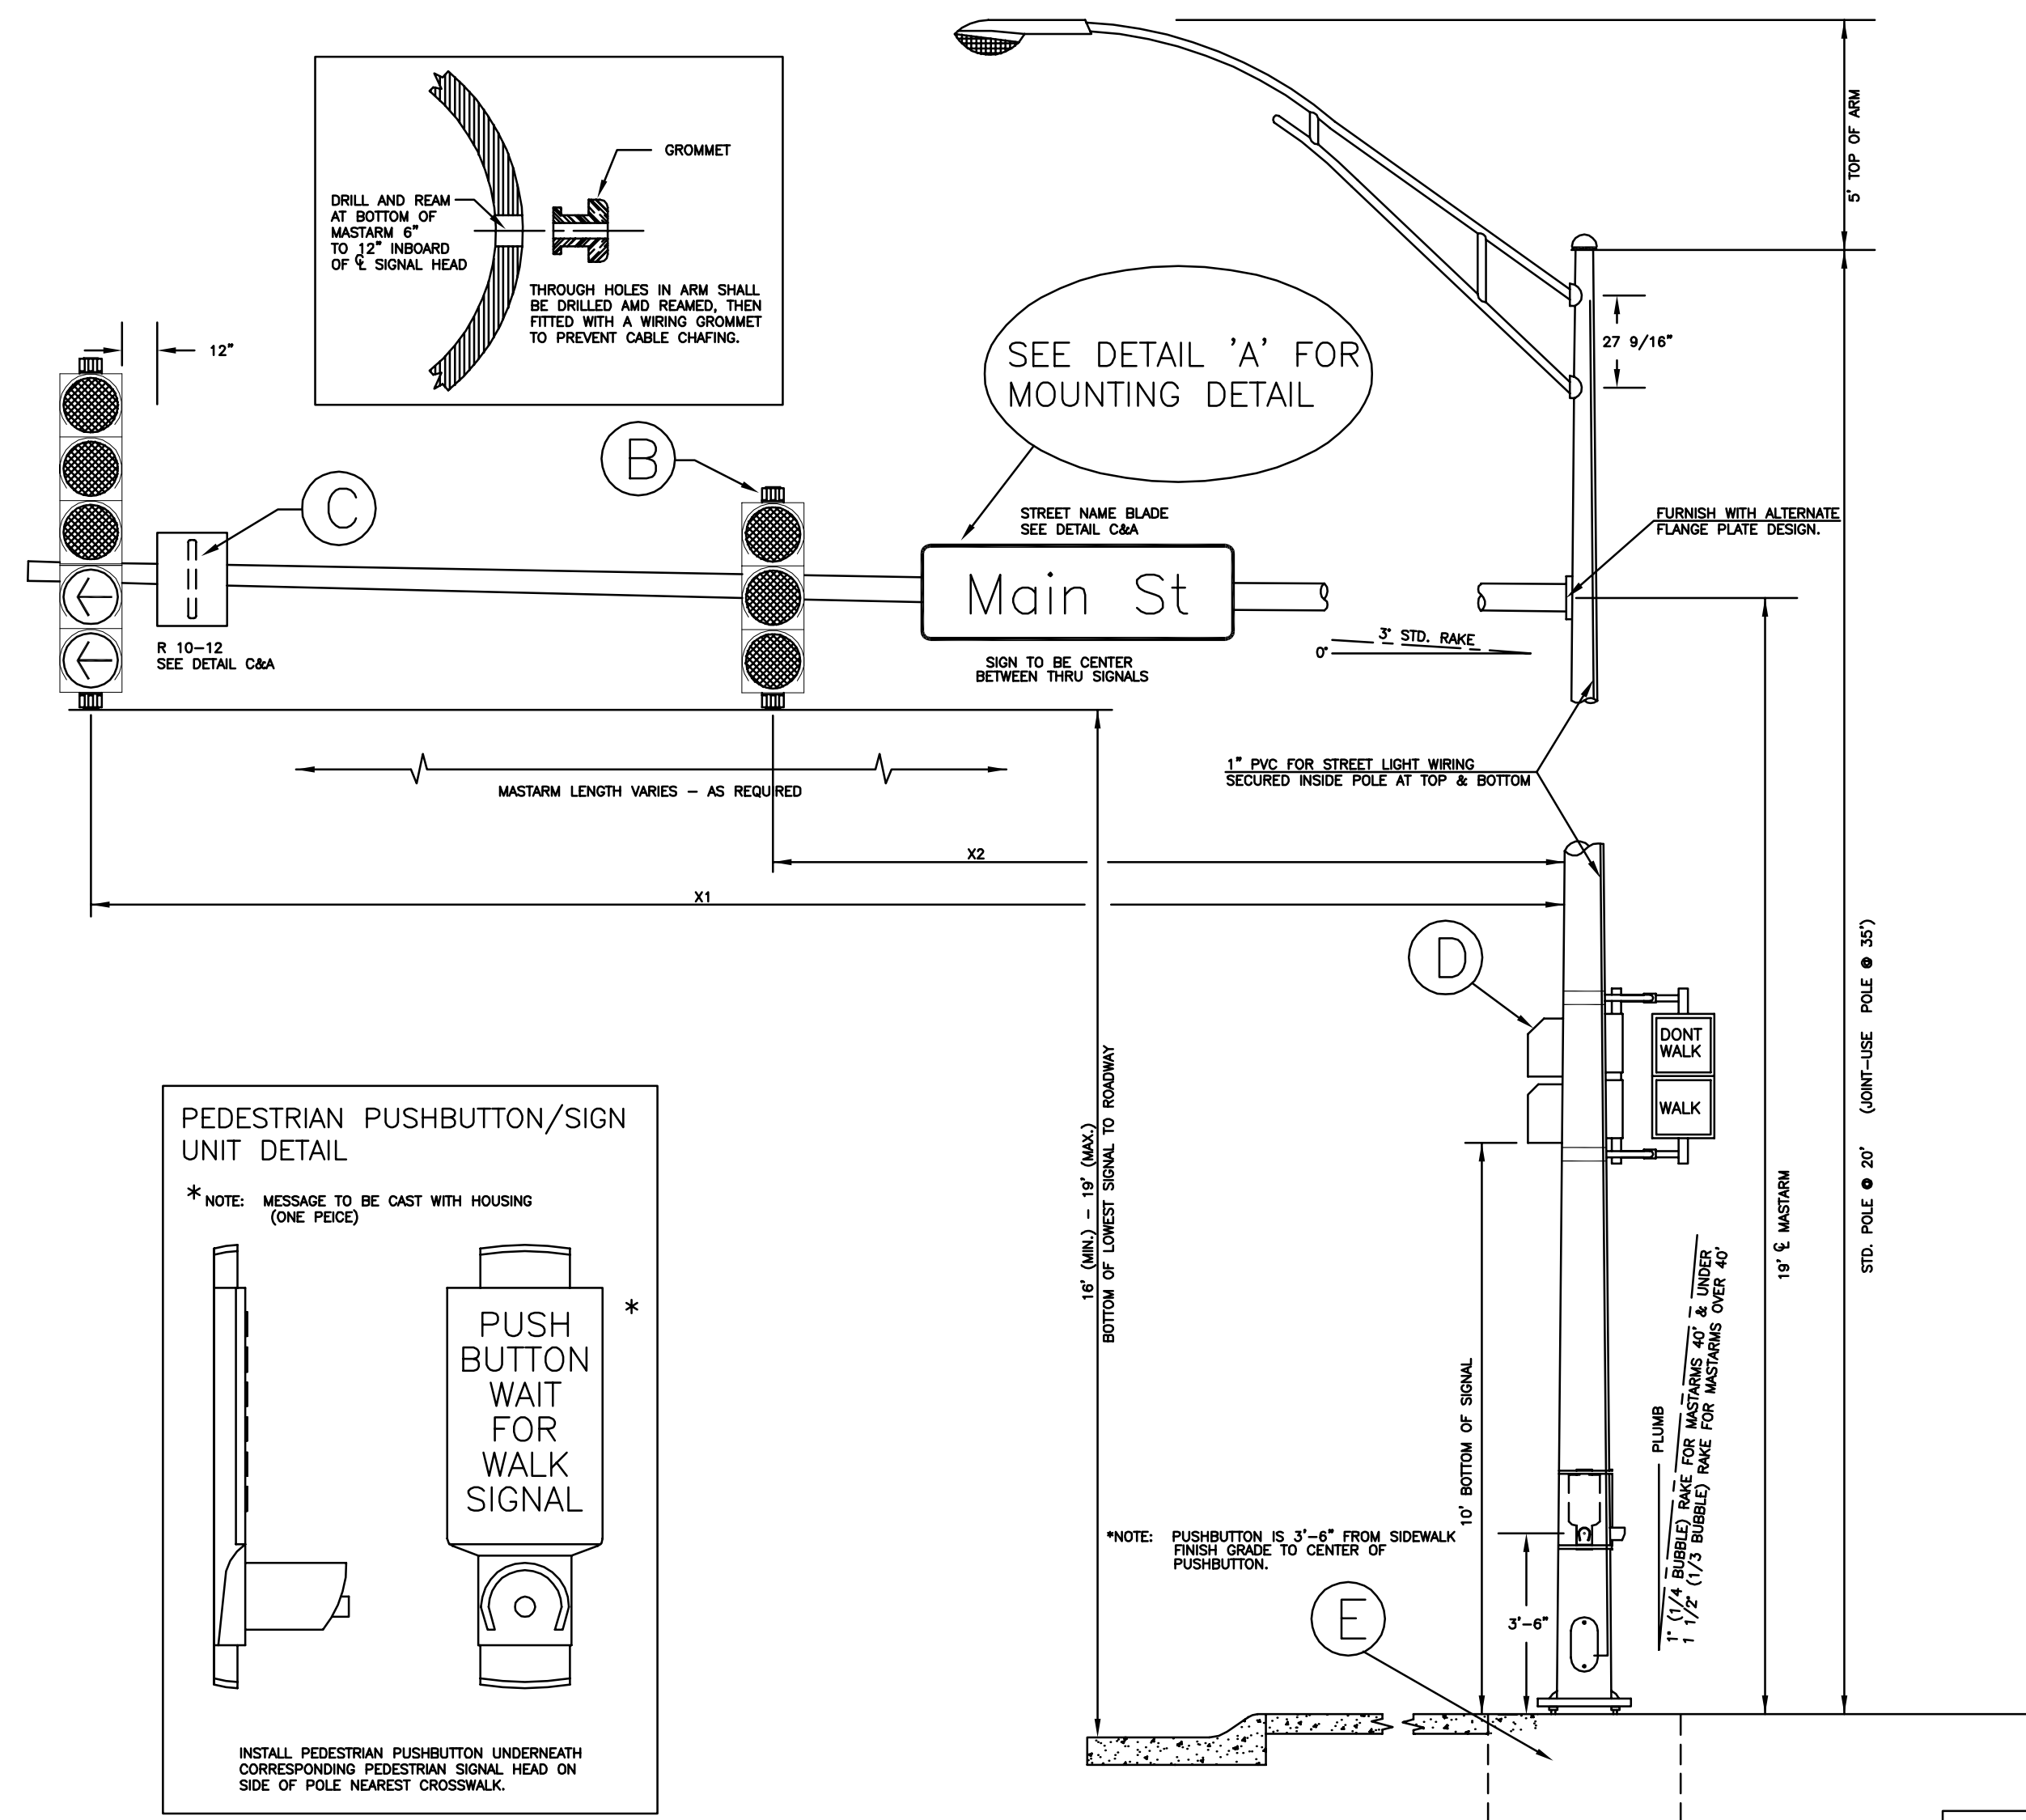 5' TOP OF ARM
GROMMET
DRILL AND REAM
AT BOTTOM OF
MASTARM 6"
TO 12" INBOARD
OF ℄ SIGNAL HEAD
THROUGH HOLES IN ARM SHALL
BE DRILLED AMD REAMED, THEN
FITTED WITH A WIRING GROMMET
TO PREVENT CABLE CHAFING.
12"
27 9/16"
SEE DETAIL 'A' FOR
MOUNTING DETAIL
B
C
STREET NAME BLADE
SEE DETAIL C&A
FURNISH WITH ALTERNATE
FLANGE PLATE DESIGN.
Main St
R 10-12
SEE DETAIL C&A
SIGN TO BE CENTER
BETWEEN THRU SIGNALS
3° STD. RAKE
0°
1" PVC FOR STREET LIGHT WIRING
SECURED INSIDE POLE AT TOP & BOTTOM
MASTARM LENGTH VARIES - AS REQUIRED
X2
X1
D
DONT
WALK
WALK
16' (MIN.) - 19' (MAX.)
BOTTOM OF LOWEST SIGNAL TO ROADWAY
19' ℄ MASTARM
STD. POLE @ 20' (JOINT-USE POLE @ 35')
PEDESTRIAN PUSHBUTTON/SIGN
UNIT DETAIL
* NOTE: MESSAGE TO BE CAST WITH HOUSING
(ONE PEICE)
*
PUSH
BUTTON
WAIT
FOR
WALK
SIGNAL
INSTALL PEDESTRIAN PUSHBUTTON UNDERNEATH
CORRESPONDING PEDESTRIAN SIGNAL HEAD ON
SIDE OF POLE NEAREST CROSSWALK.
10' BOTTOM OF SIGNAL
*NOTE: PUSHBUTTON IS 3'-6" FROM SIDEWALK
FINISH GRADE TO CENTER OF
PUSHBUTTON.
E
3'-6"
PLUMB
1° (1/4 BUBBLE) RAKE FOR MASTARMS 40' & UNDER
1 1/2° (1/3 BUBBLE) RAKE FOR MASTARMS OVER 40'